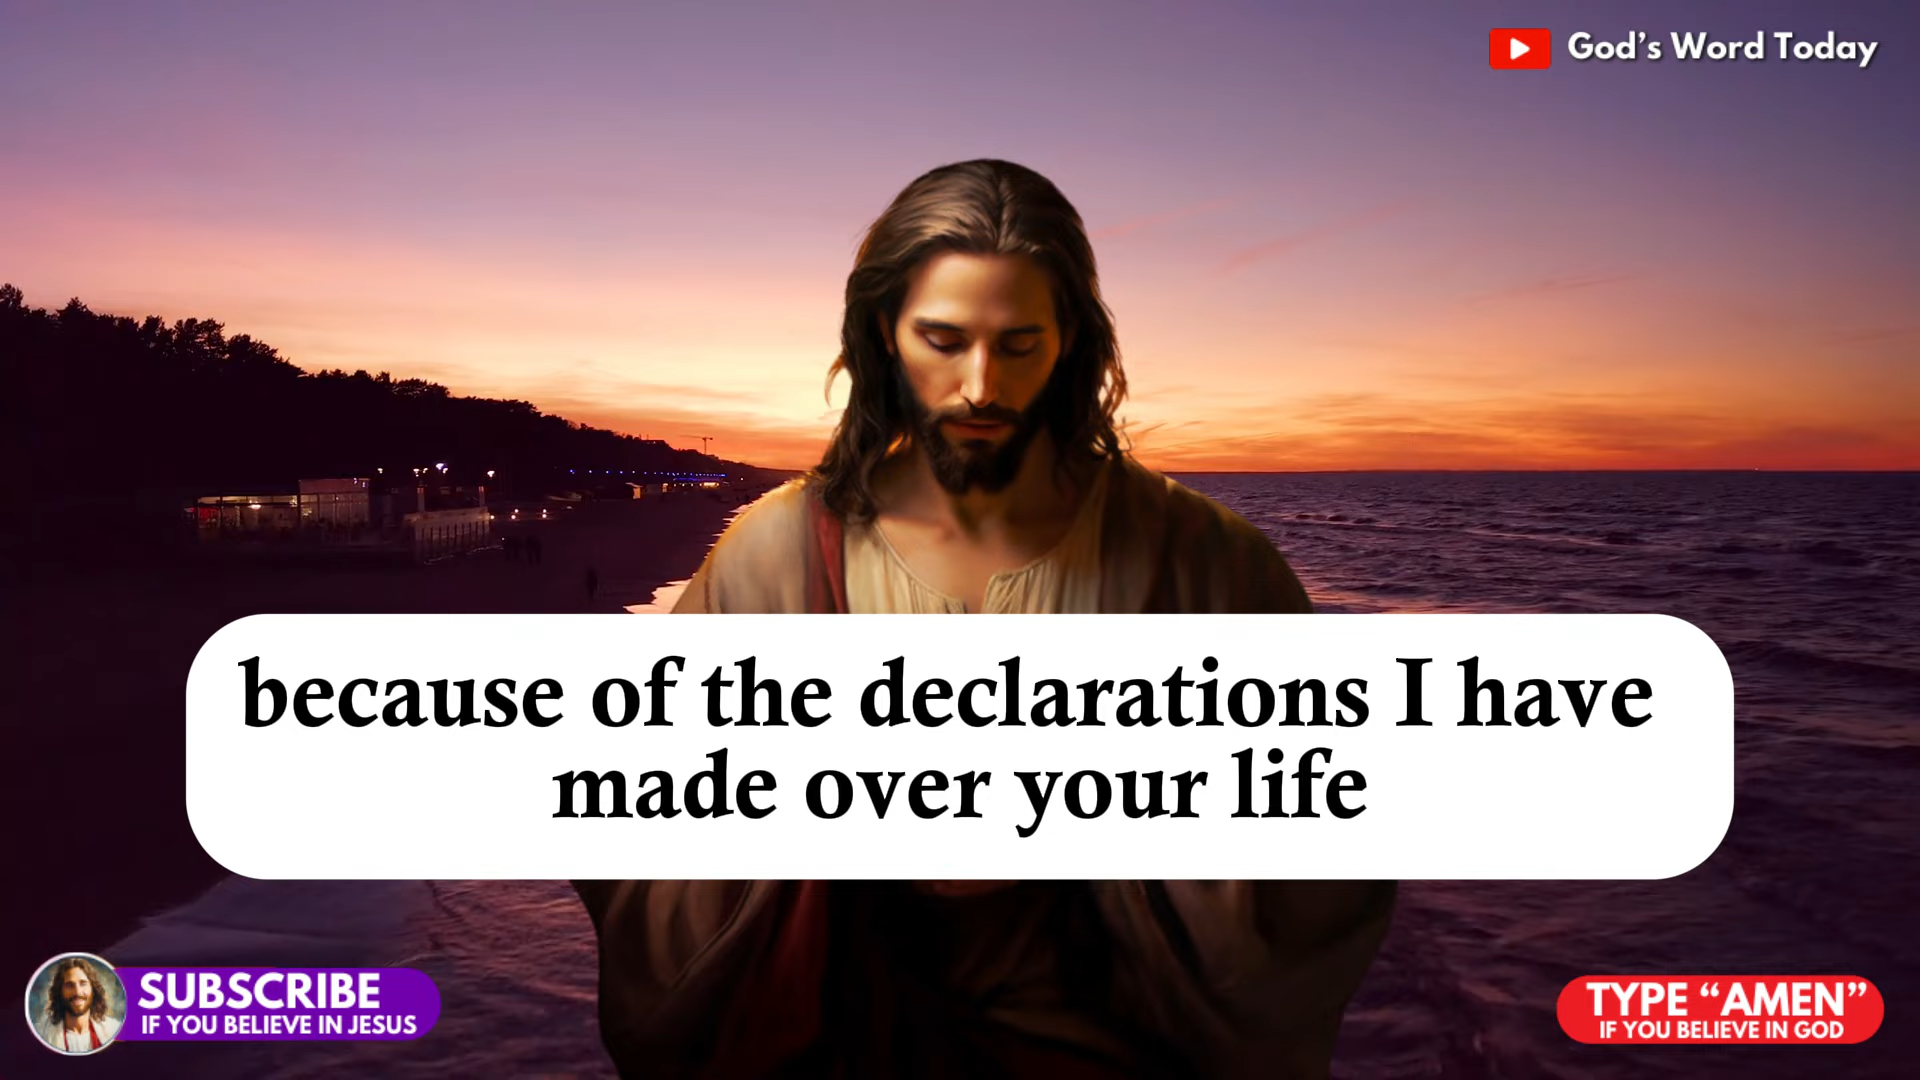 God’s Word Today
because of the declarations I have
made over your life
SUBSCRIBE
IF YOU BELIEVE IN JESUS
TYPE “AMEN”
IF YOU BELIEVE IN GOD